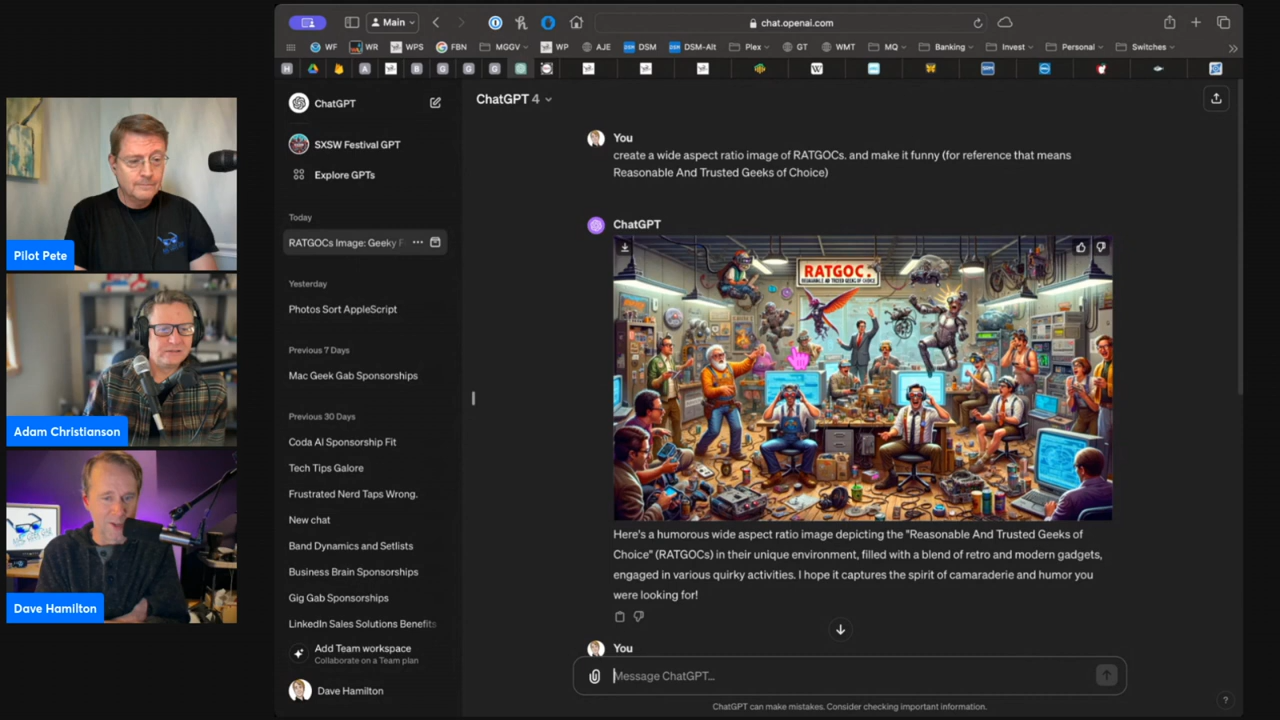 Main
chat.openai.com
WF
WR
WPS
FBN
MGGV
WP
AJE
DSM
DSM-Alt
Plex
GT
WMT
MQ
Banking
Invest
Personal
Switches
ChatGPT
SXSW Festival GPT
Explore GPTs
Today
RATGOCs Image: Geeky
Yesterday
Photos Sort AppleScript
Previous 7 Days
Mac Geek Gab Sponsorships
Previous 30 Days
Coda AI Sponsorship Fit
Tech Tips Galore
Frustrated Nerd Taps Wrong.
New chat
Band Dynamics and Setlists
Business Brain Sponsorships
Gig Gab Sponsorships
LinkedIn Sales Solutions Benefits
Add Team workspace
Collaborate on a Team plan
Dave Hamilton
ChatGPT 4
You
create a wide aspect ratio image of RATGOCs. and make it funny (for reference that means
Reasonable And Trusted Geeks of Choice)
ChatGPT
RATGOC.
Here's a humorous wide aspect ratio image depicting the "Reasonable And Trusted Geeks of
Choice" (RATGOCs) in their unique environment, filled with a blend of retro and modern gadgets,
engaged in various quirky activities. I hope it captures the spirit of camaraderie and humor you
were looking for!
You
Message ChatGPT...
ChatGPT can make mistakes. Consider checking important information.
?
Pilot Pete
Adam Christianson
Dave Hamilton